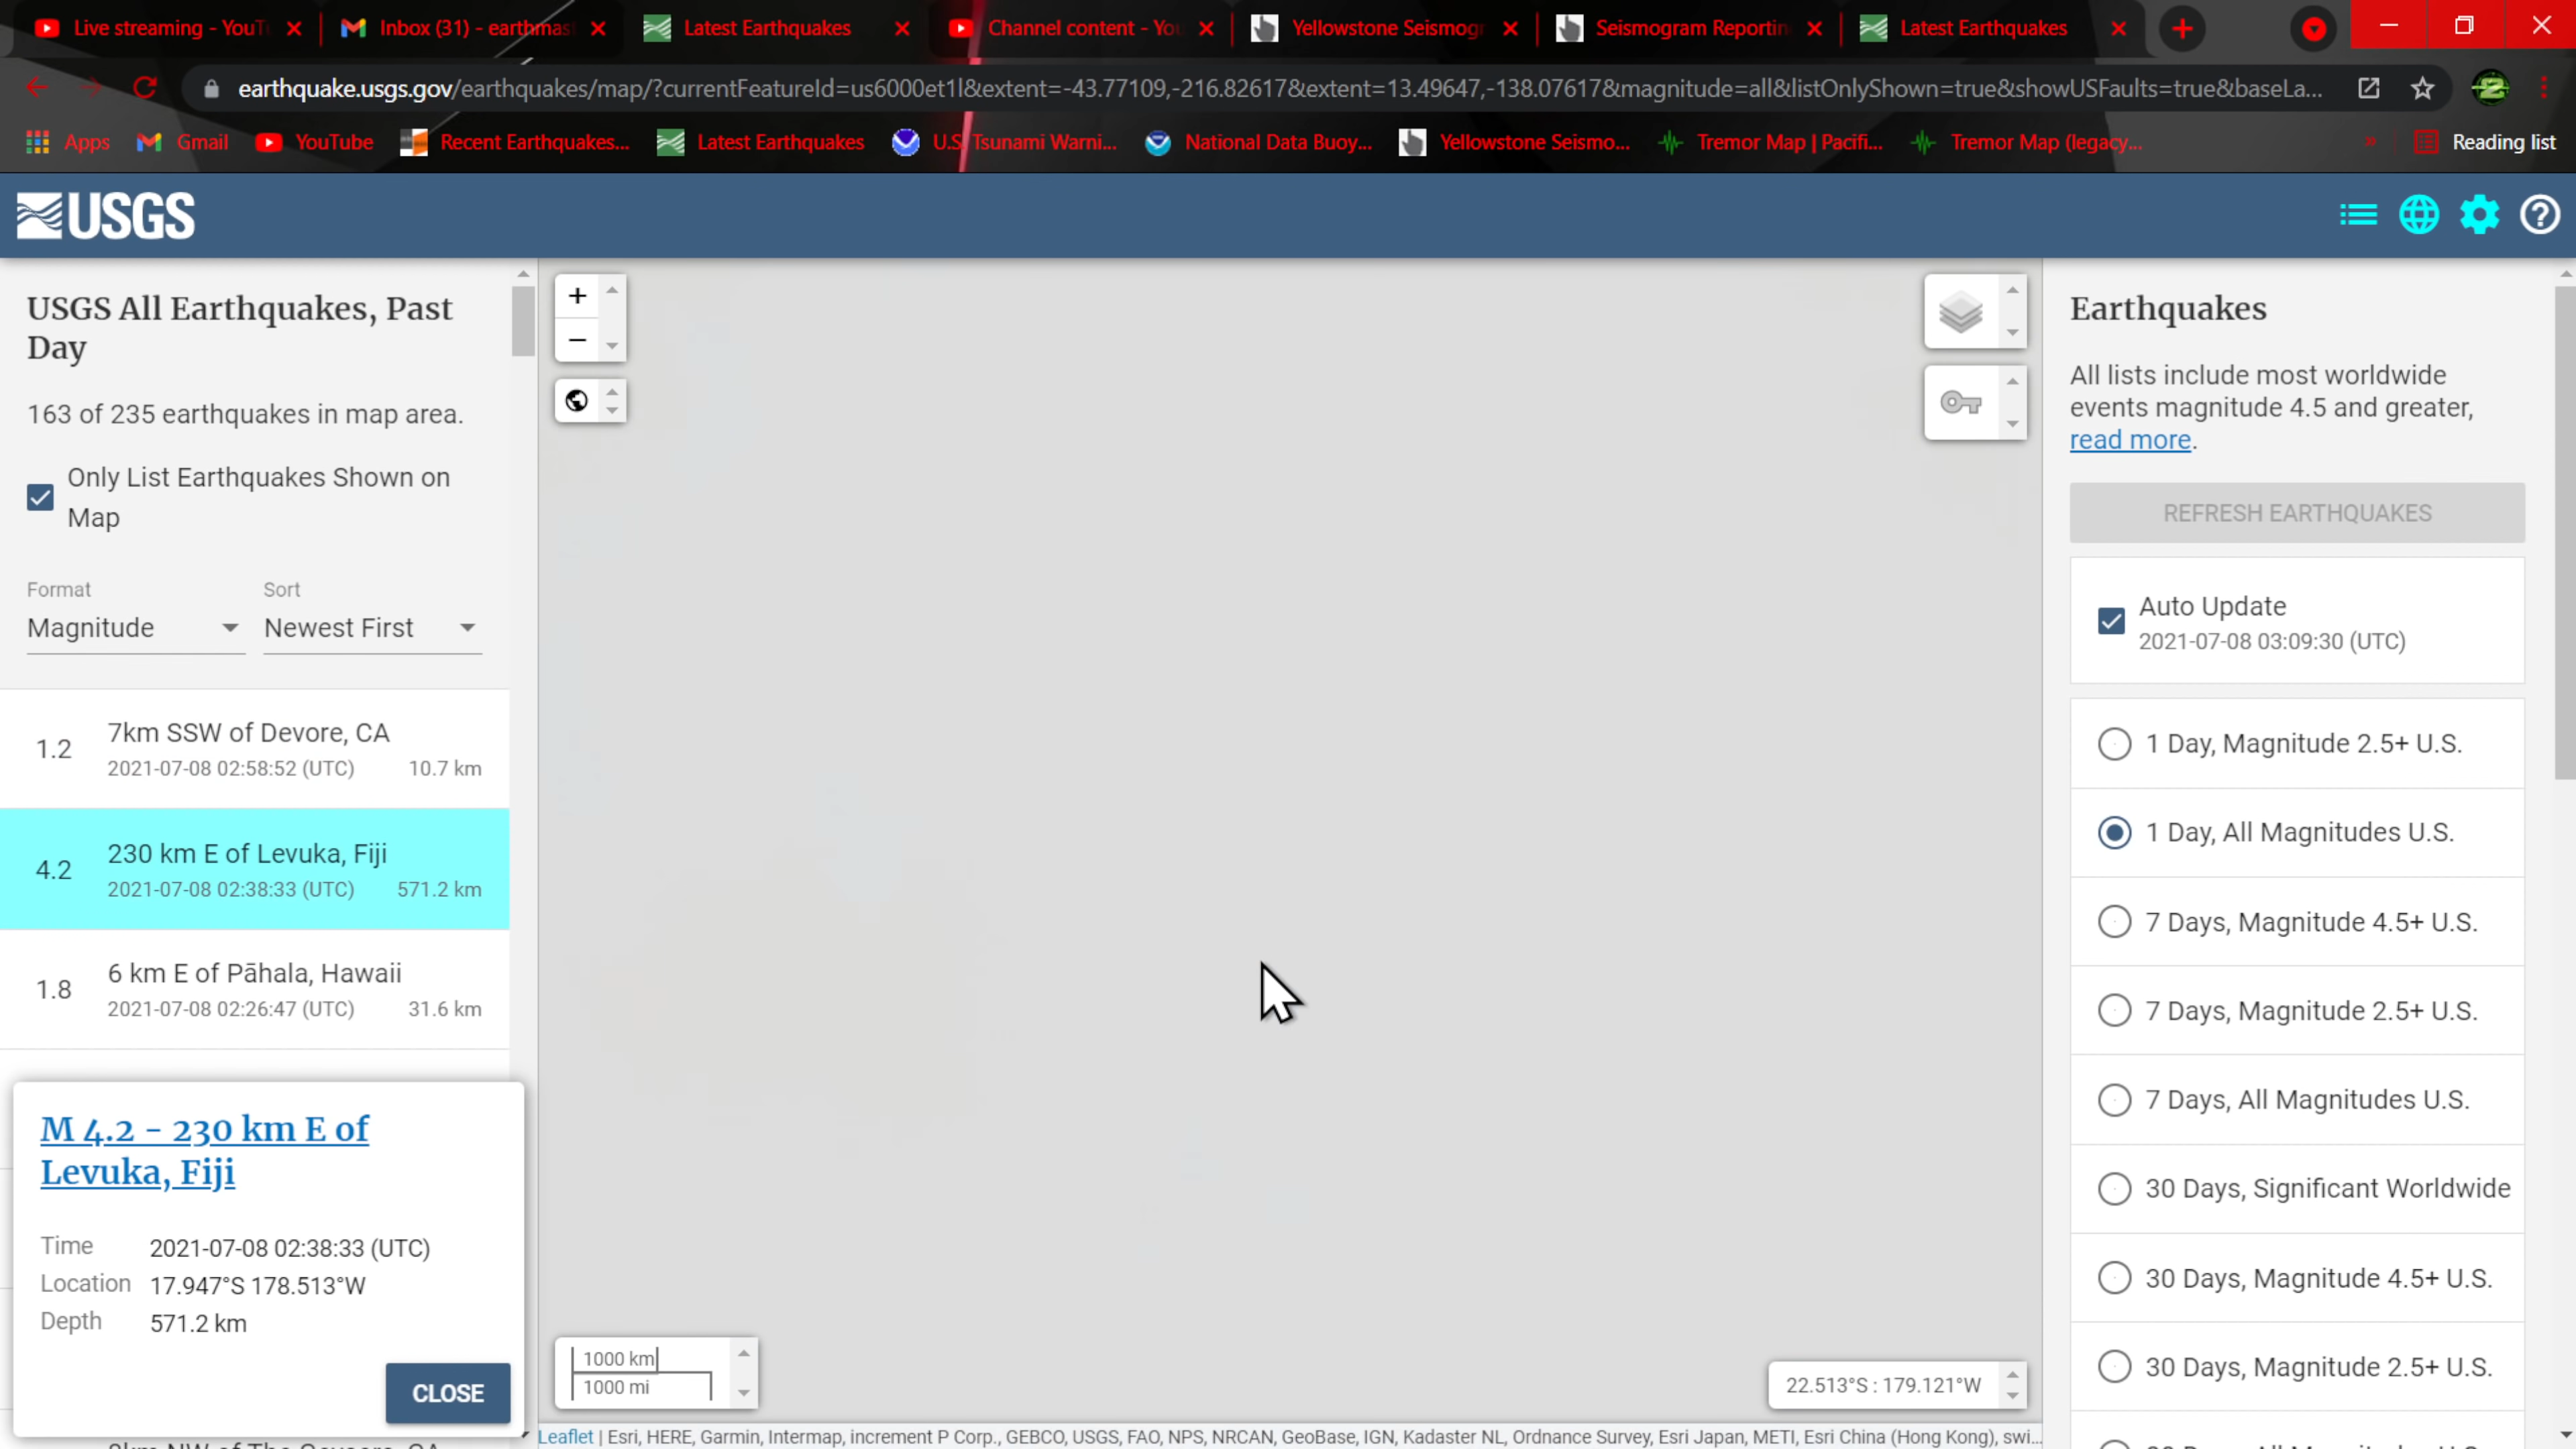 Live streaming - YouT
Inbox (31) - earthmas
Latest Earthquakes
Channel content - You
Yellowstone Seismogr
Seismogram Reportin
Latest Earthquakes
earthquake.usgs.gov/earthquakes/map/?currentFeatureId=us6000et1l&extent=-43.77109,-216.82617&extent=13.49647,-138.07617&magnitude=all&listOnlyShown=true&showUSFaults=true&baseLa...
Apps
Gmail
YouTube
Recent Earthquakes...
Latest Earthquakes
U.S. Tsunami Warni...
National Data Buoy...
Yellowstone Seismo...
Tremor Map | Pacifi...
Tremor Map (legacy...
Reading list
USGS
USGS All Earthquakes, Past
Day
163 of 235 earthquakes in map area.
Only List Earthquakes Shown on
Map
Format
Sort
Magnitude
Newest First
1.2
7km SSW of Devore, CA
2021-07-08 02:58:52 (UTC) 10.7 km
4.2
230 km E of Levuka, Fiji
2021-07-08 02:38:33 (UTC) 571.2 km
1.8
6 km E of Pāhala, Hawaii
2021-07-08 02:26:47 (UTC) 31.6 km
M 4.2 - 230 km E of
Levuka, Fiji
Time 2021-07-08 02:38:33 (UTC)
Location 17.947°S 178.513°W
Depth 571.2 km
CLOSE
1000 km
1000 mi
22.513°S : 179.121°W
Leaflet | Esri, HERE, Garmin, Intermap, increment P Corp., GEBCO, USGS, FAO, NPS, NRCAN, GeoBase, IGN, Kadaster NL, Ordnance Survey, Esri Japan, METI, Esri China (Hong Kong), swi...
Earthquakes
All lists include most worldwide
events magnitude 4.5 and greater,
read more.
REFRESH EARTHQUAKES
Auto Update
2021-07-08 03:09:30 (UTC)
1 Day, Magnitude 2.5+ U.S.
1 Day, All Magnitudes U.S.
7 Days, Magnitude 4.5+ U.S.
7 Days, Magnitude 2.5+ U.S.
7 Days, All Magnitudes U.S.
30 Days, Significant Worldwide
30 Days, Magnitude 4.5+ U.S.
30 Days, Magnitude 2.5+ U.S.